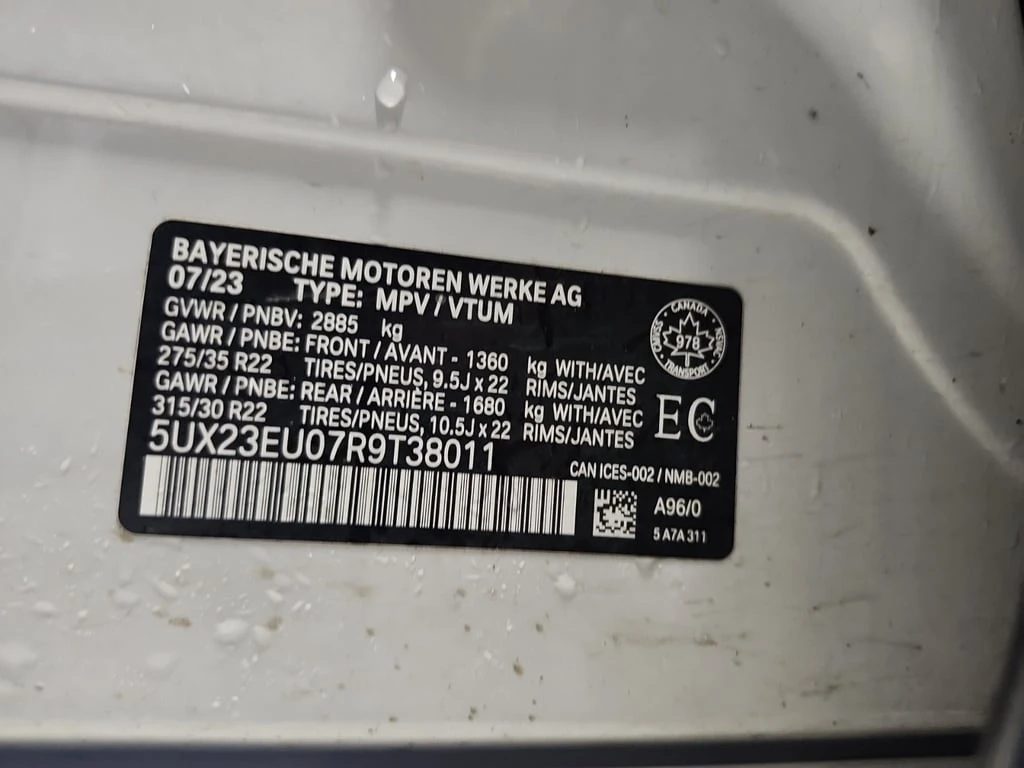 BAYERISCHE MOTOREN WERKE AG
07/23 TYPE: MPV / VTUM
GVWR / PNBV: 2885 kg
GAWR / PNBE: FRONT / AVANT - 1360 kg WITH/AVEC
275/35 R22 TIRES/PNEUS, 9.5J x 22 RIMS/JANTES
GAWR / PNBE: REAR / ARRIÈRE - 1680 kg WITH/AVEC
315/30 R22 TIRES/PNEUS, 10.5J x 22 RIMS/JANTES
5UX23EU07R9T38011
CANADA
978
TRANSPORT
EC
CAN ICES-002 / NMB-002
A96/0
5 A7A 311